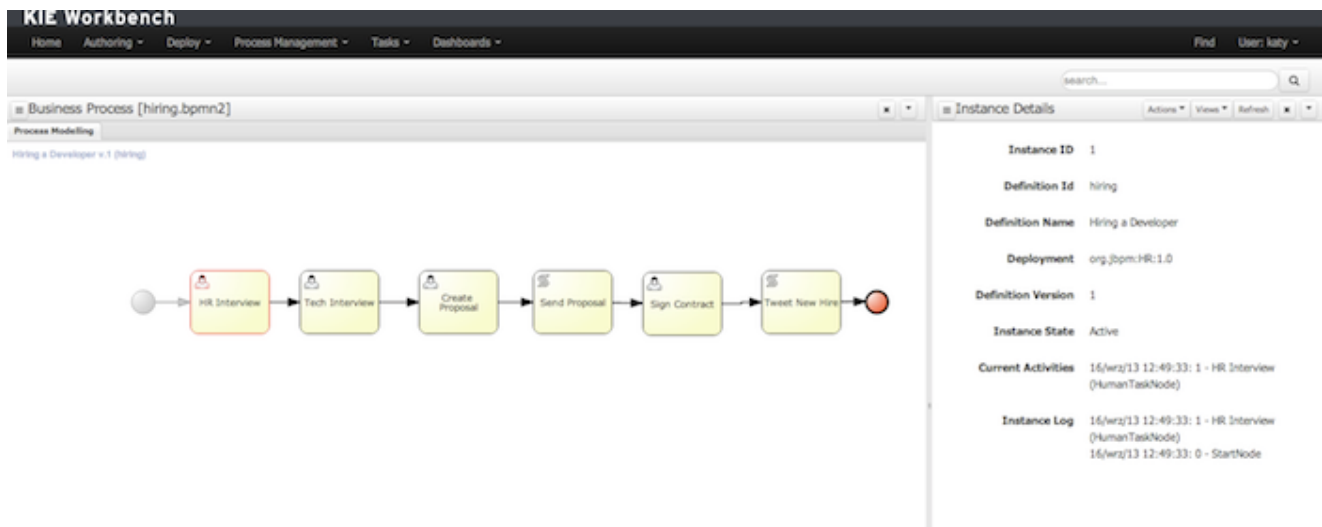 KIE Workbench
Home Authoring Deploy Process Management Tasks Dashboards Find User: katy
search...
Business Process [hiring.bpmn2]
Process Modelling
Hiring a Developer v.1 (hiring)
HR Interview
Tech Interview
Create
Proposal
Send Proposal
Sign Contract
Tweet New Hire
Instance Details Actions Views Refresh
Instance ID 1
Definition Id hiring
Definition Name Hiring a Developer
Deployment org.jbpm:HR:1.0
Definition Version 1
Instance State Active
Current Activities 16/wrz/13 12:49:33: 1 - HR Interview
(HumanTaskNode)
Instance Log 16/wrz/13 12:49:33: 1 - HR Interview
(HumanTaskNode)
16/wrz/13 12:49:33: 0 - StartNode